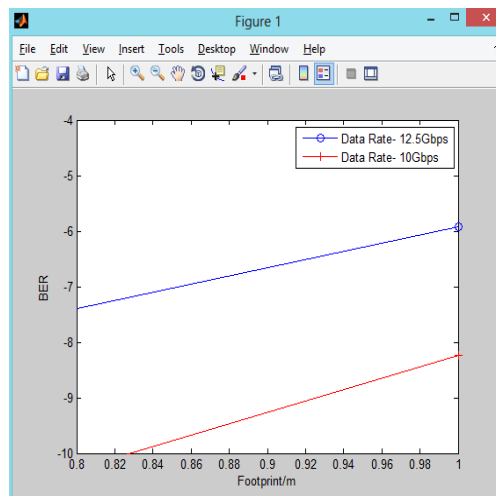 Figure 1
File Edit View Insert Tools Desktop Window Help
Data Rate- 12.5Gbps
Data Rate- 10Gbps
-4
-5
-6
-7
-8
-9
-10
BER
0.8 0.82 0.84 0.86 0.88 0.9 0.92 0.94 0.96 0.98 1
Footprint/m